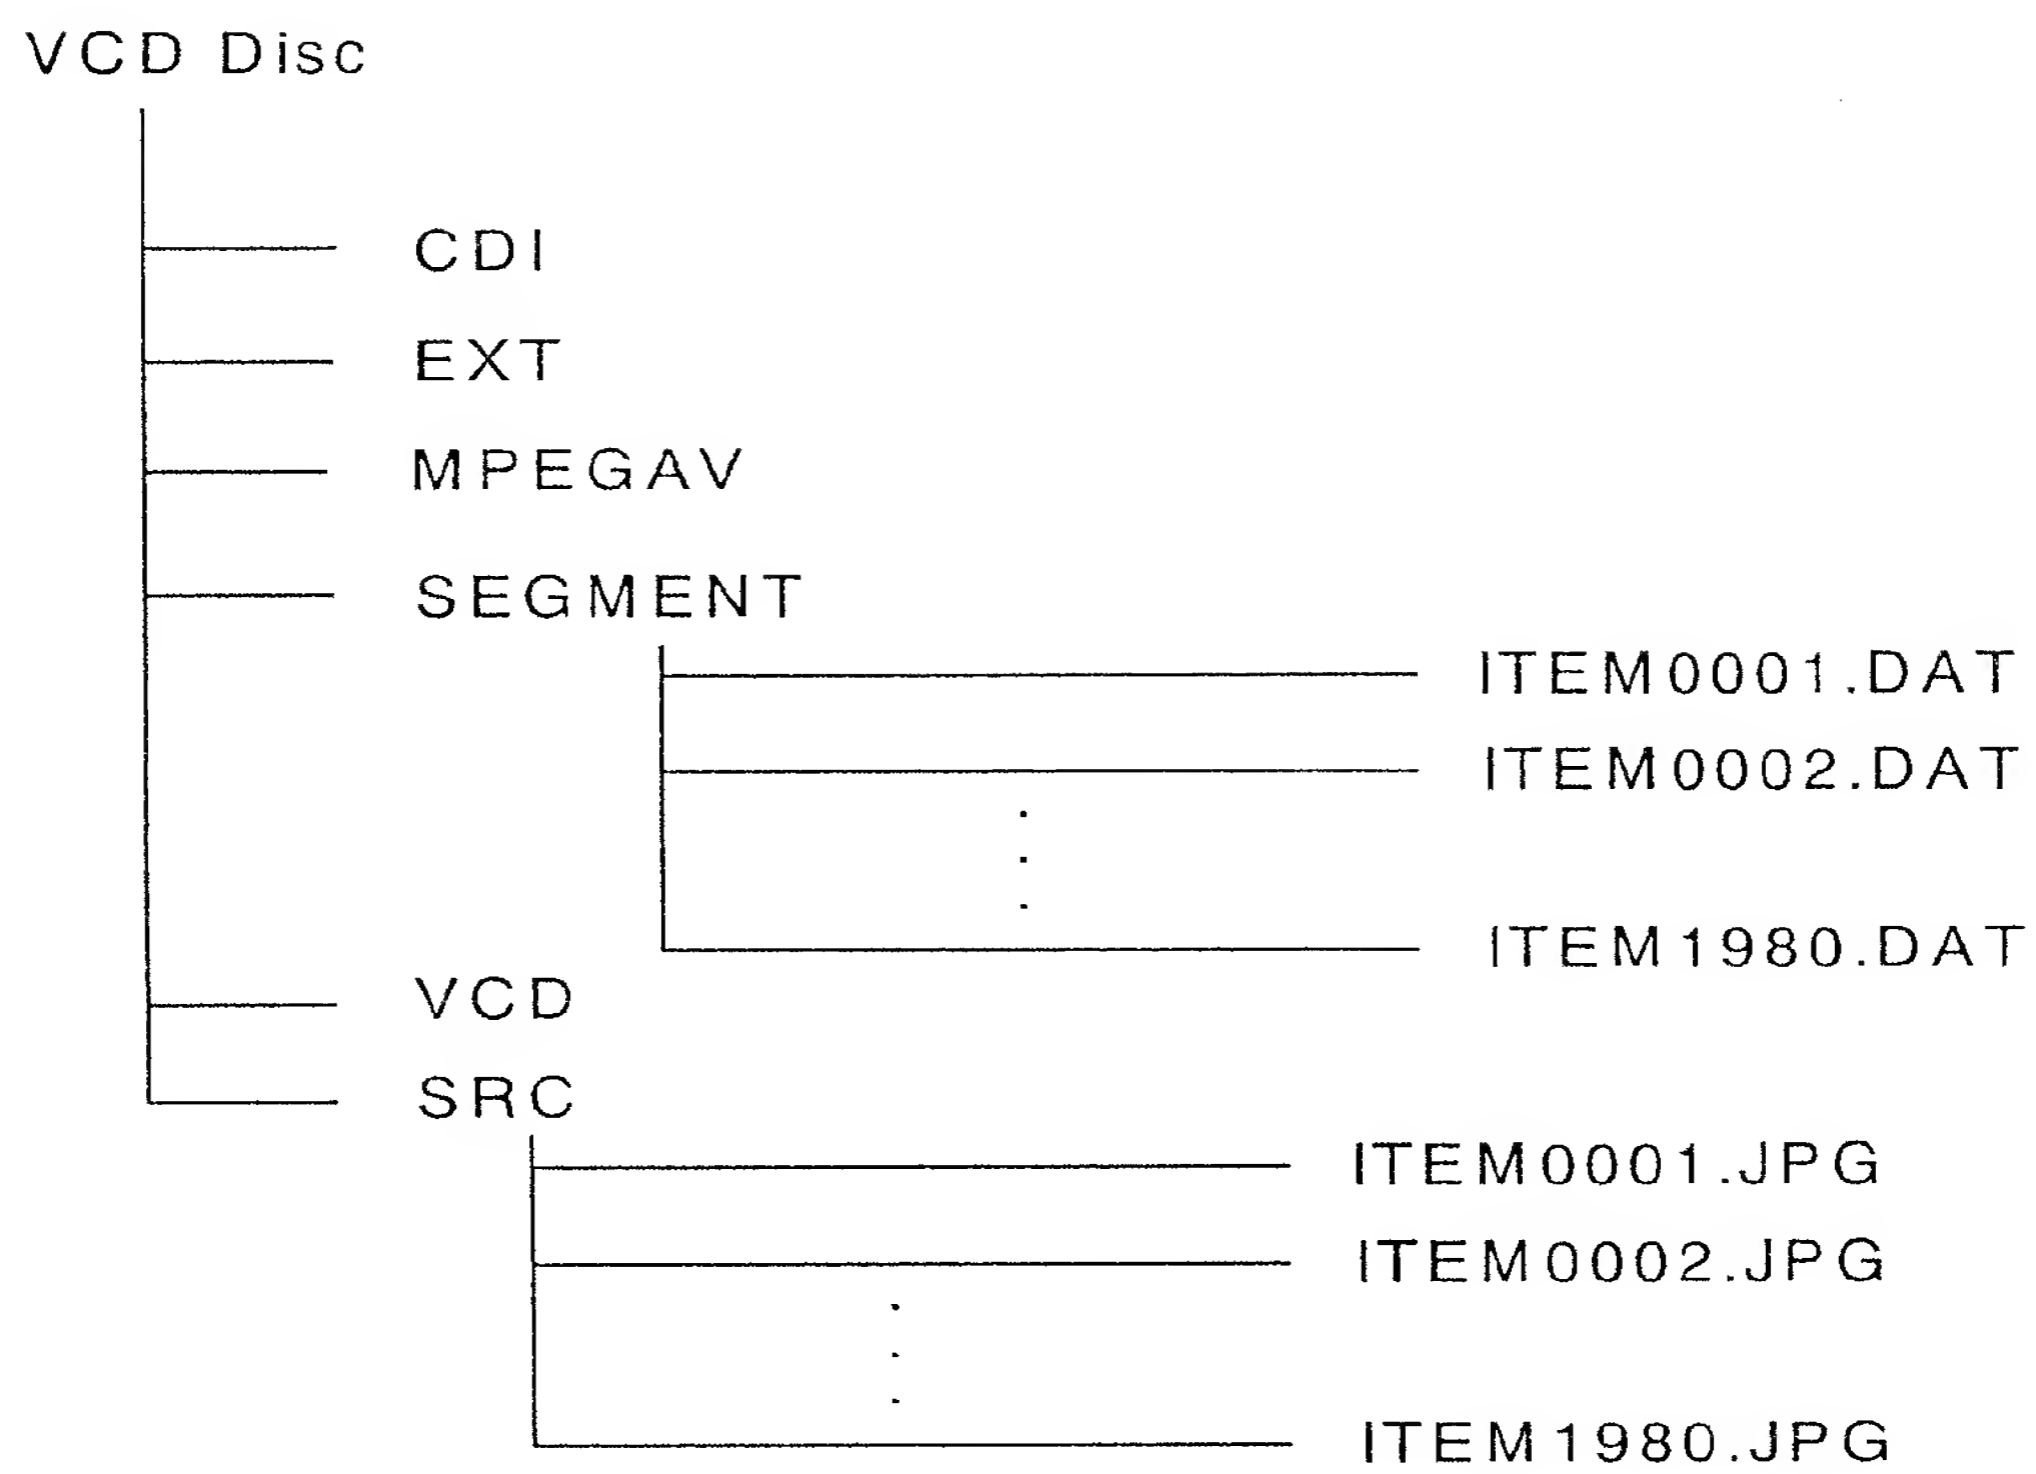 VCD Disc
CDI
EXT
MPEGAV
SEGMENT
ITEM0001.DAT
ITEM0002.DAT
ITEM1980.DAT
VCD
SRC
ITEM0001.JPG
ITEM0002.JPG
ITEM1980.JPG